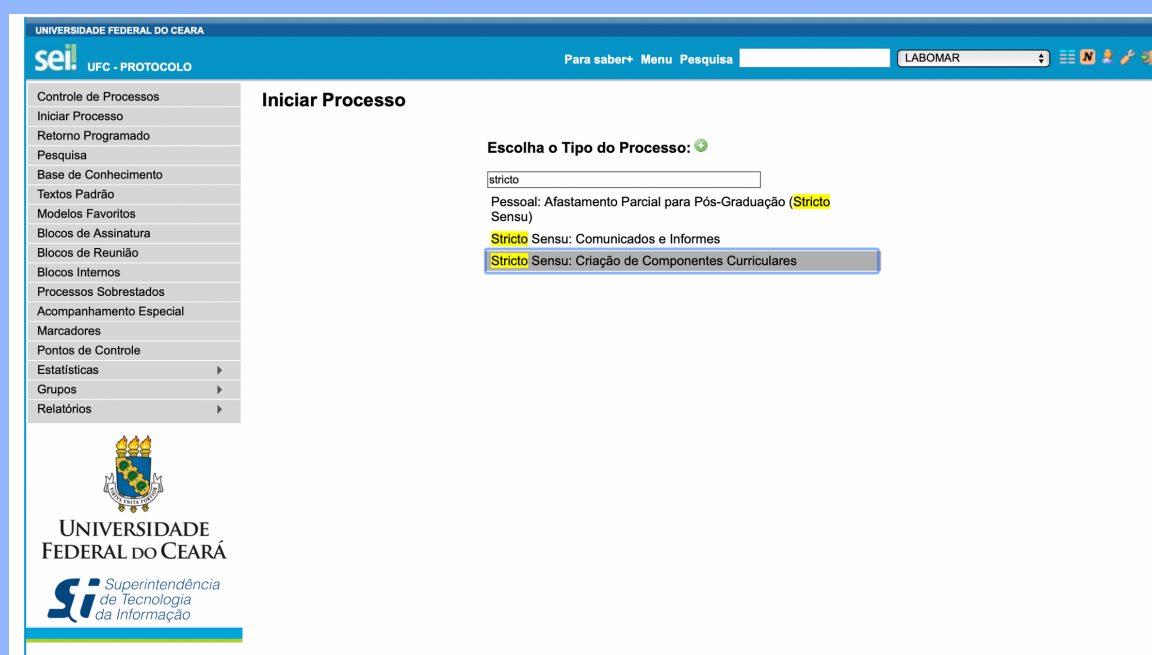 UNIVERSIDADE FEDERAL DO CEARA
sei!
UFC - PROTOCOLO
Para saber+ Menu Pesquisa
LABOMAR
Controle de Processos
Iniciar Processo
Retorno Programado
Pesquisa
Base de Conhecimento
Textos Padrão
Modelos Favoritos
Blocos de Assinatura
Blocos de Reunião
Blocos Internos
Processos Sobrestados
Acompanhamento Especial
Marcadores
Pontos de Controle
Estatísticas
Grupos
Relatórios
VIRTUS UNITA FORTIOR
UNIVERSIDADE
FEDERAL DO CEARÁ
Sti
Superintendência
de Tecnologia
da Informação
Iniciar Processo
Escolha o Tipo do Processo:
stricto
Pessoal: Afastamento Parcial para Pós-Graduação (Stricto
Sensu)
Stricto Sensu: Comunicados e Informes
Stricto Sensu: Criação de Componentes Curriculares